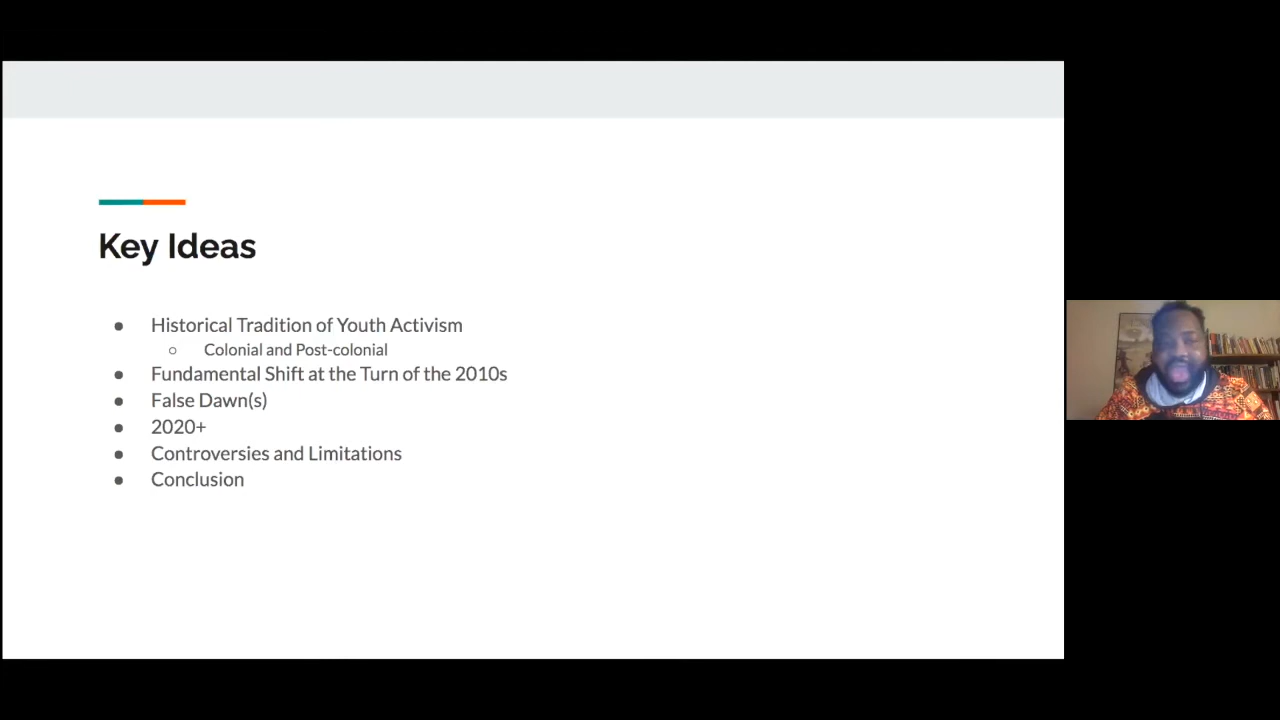 Key Ideas
● Historical Tradition of Youth Activism
○ Colonial and Post-colonial
● Fundamental Shift at the Turn of the 2010s
● False Dawn(s)
● 2020+
● Controversies and Limitations
● Conclusion